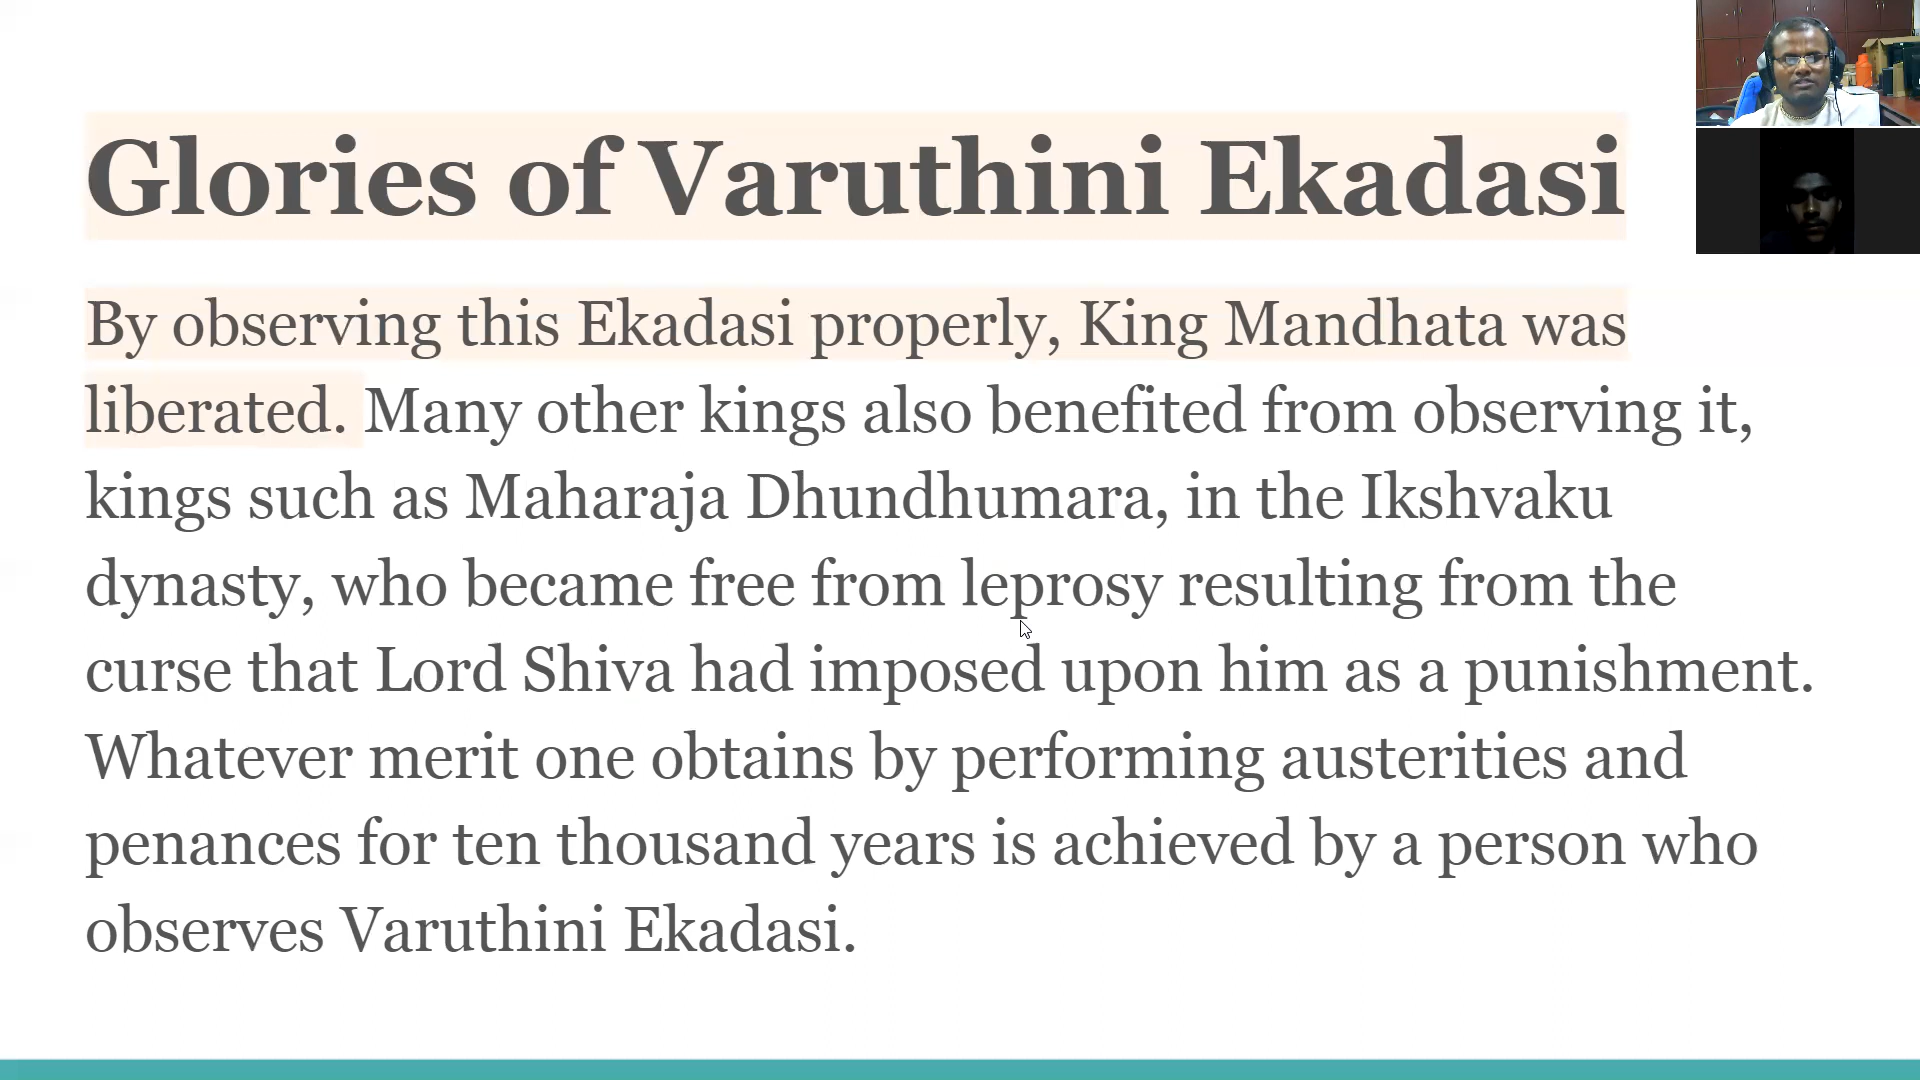 Glories of Varuthini Ekadasi
By observing this Ekadasi properly, King Mandhata was
liberated. Many other kings also benefited from observing it,
kings such as Maharaja Dhundhumara, in the Ikshvaku
dynasty, who became free from leprosy resulting from the
curse that Lord Shiva had imposed upon him as a punishment.
Whatever merit one obtains by performing austerities and
penances for ten thousand years is achieved by a person who
observes Varuthini Ekadasi.